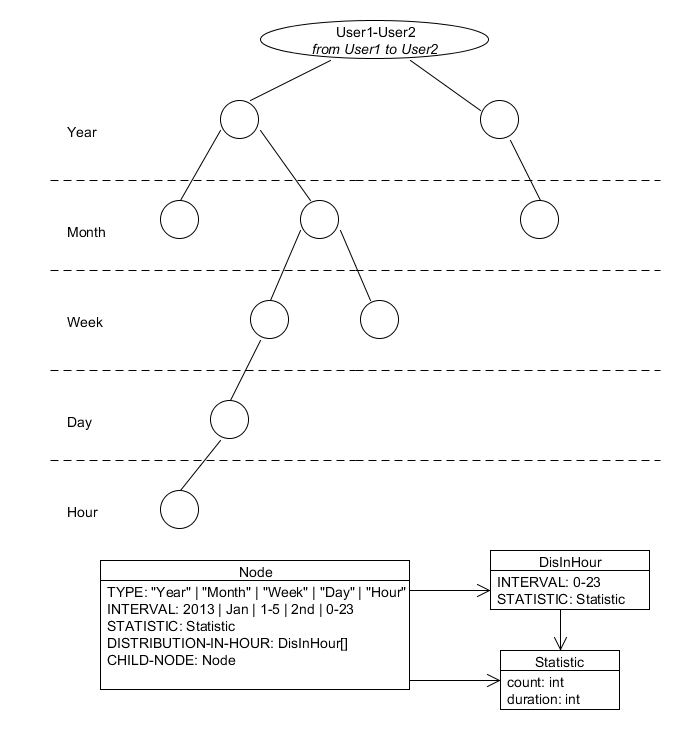 User1-User2
from User1 to User2
Year
Month
Week
Day
Hour
Node
TYPE: "Year" | "Month" | "Week" | "Day" | "Hour"
INTERVAL: 2013 | Jan | 1-5 | 2nd | 0-23
STATISTIC: Statistic
DISTRIBUTION-IN-HOUR: DisInHour[]
CHILD-NODE: Node
DisInHour
INTERVAL: 0-23
STATISTIC: Statistic
Statistic
count: int
duration: int